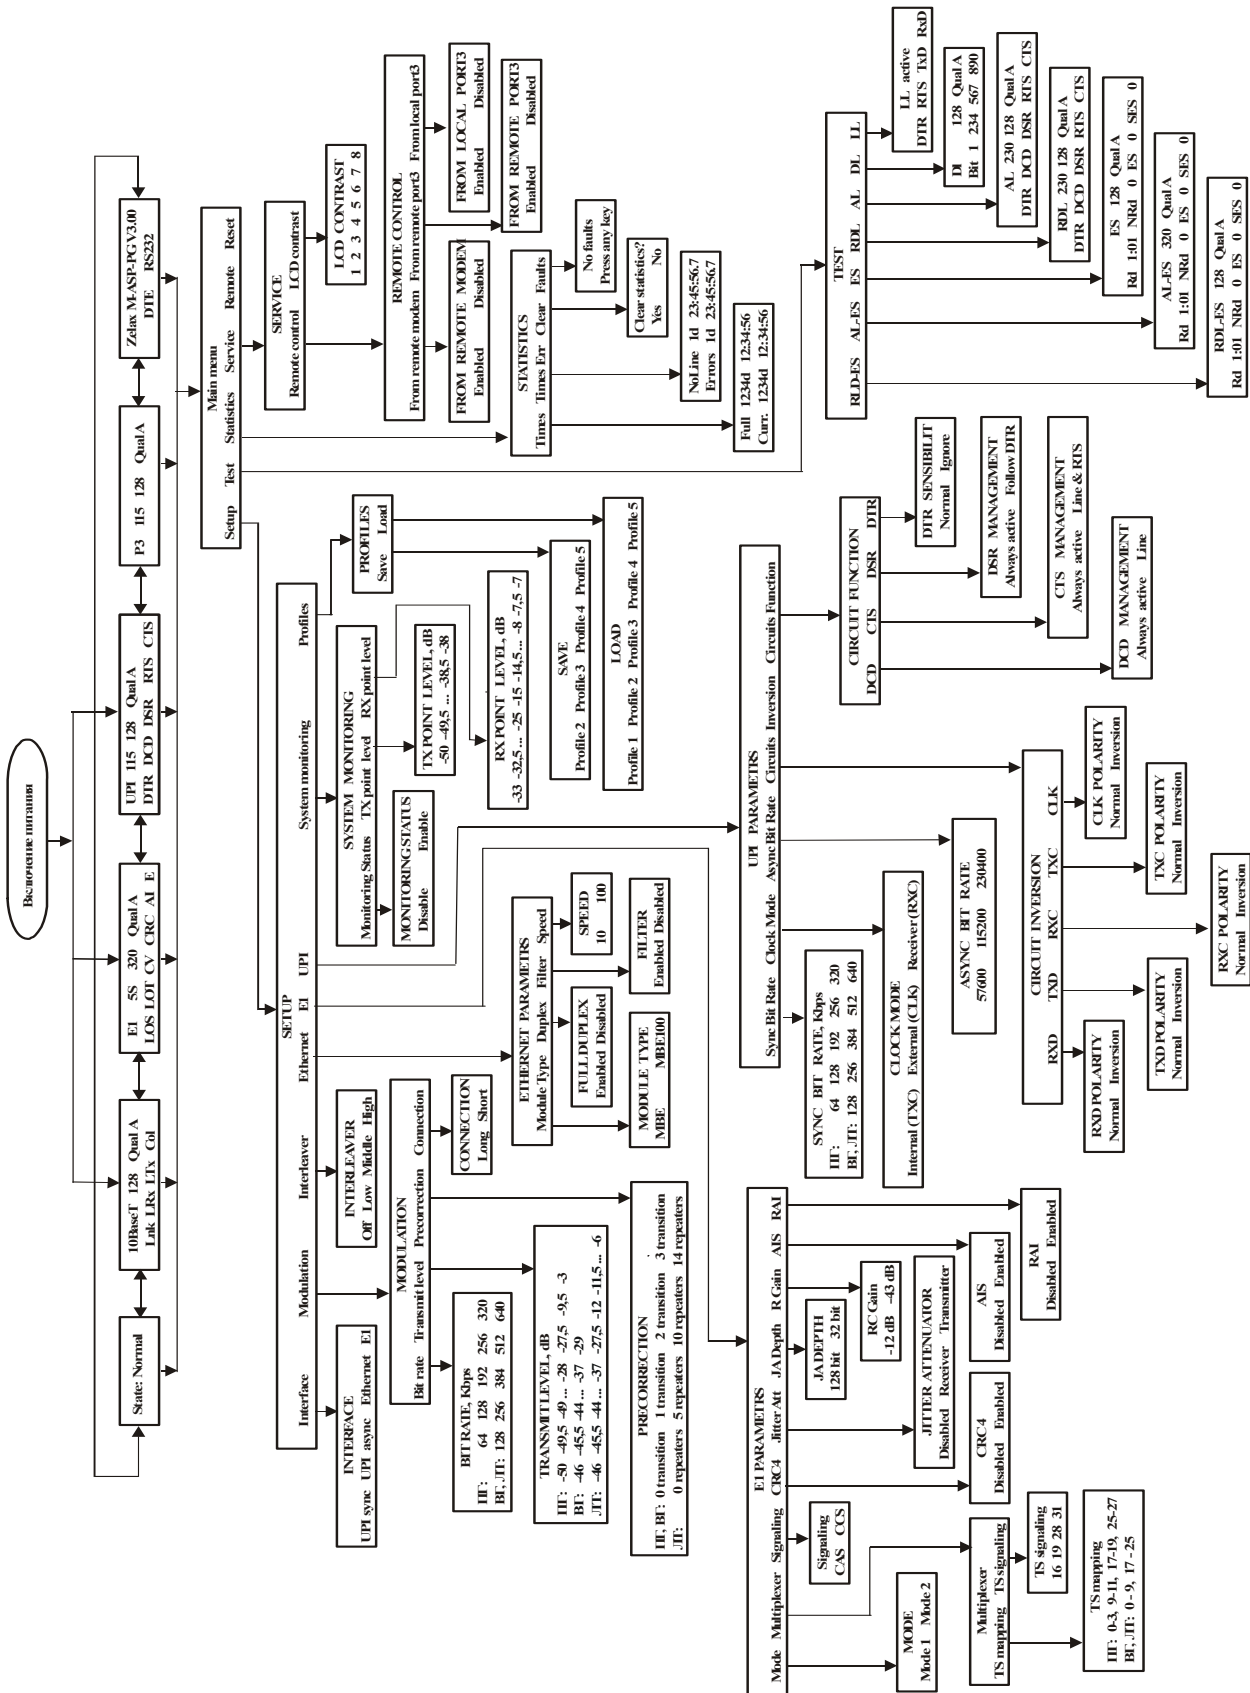 Включение питания
State: Normal
10BaseT 128 Qual A
Lnk LRx LTx Col
E1 5S 320 Qual A
LOS LOT CV CRC AI E
UPI 115 128 Qual A
DTR DCD DSR RTS CTS
P3 115 128 Qual A
Zelax M-ASP-PG V3.00
DTE RS232
Main menu
Setup Test Statistics Service Remote Reset
SERVICE
Remote control LCD contrast
LCD CONTRAST
1 2 3 4 5 6 7 8
REMOTE CONTROL
From remote modem From remote port3 From local port3
FROM LOCAL PORT3
Enabled Disabled
FROM REMOTE PORT3
Enabled Disabled
FROM REMOTE MODEM
Enabled Disabled
STATISTICS
Times Times Err Clear Faults
No faults
Press any key
Clear statistics?
Yes No
NoLine 1d 23:45:56.7
Errors 1d 23:45:56.7
Full 1234d 12:34:56
Curr. 1234d 12:34:56
TEST
RLD-ES AL-ES ES RDL AL DL LL
LL active
DTR RTS TxD RxD
Dl 128 Qual A
Bit 1 234 567 890
AL 230 128 Qual A
DTR DCD DSR RTS CTS
RDL 230 128 Qual A
DTR DCD DSR RTS CTS
ES 128 Qual A
Rd 1:01 NRd 0 ES 0 SES 0
AL-ES 320 Qual A
Rd 1:01 NRd 0 ES 0 SES 0
RDL-ES 128 Qual A
Rd 1:01 NRd 0 ES 0 SES 0
SETUP
Interface Modulation Interleaver Ethernet E1 UPI System monitoring Profiles
INTERFACE
UPI sync UPI async Ethernet E1
INTERLEAVER
Off Low Middle High
MODULATION
Bit rate Transmit level Precorrection Connection
CONNECTION
Long Short
BIT RATE, Kbps
ПГ: 64 128 192 256 320
ВГ, ЛТ: 128 256 384 512 640
TRANSMIT LEVEL, dB
ПГ: -50 -49,5 -49 ... -28 -27,5 -9,5 -3
ВГ: -46 -45,5 -44 ... -37 -29
ЛТ: -46 -45,5 -44 ... -37 -27,5 -12 -11,5 ... -6
PRECORRECTION
ПГ, ВГ: 0 transition 1 transition 2 transition 3 transition
ЛТ: 0 repeaters 5 repeaters 10 repeaters 14 repeaters
SYSTEM MONITORING
Monitoring Status TX point level RX point level
MONITORING STATUS
Disable Enable
TX POINT LEVEL, dB
-50 -49,5 ... -38,5 -38
RX POINT LEVEL, dB
-33 -32,5 ... -25 -15 -14,5 ... -8 -7,5 -7
PROFILES
Save Load
SAVE
Profile 2 Profile 3 Profile 4 Profile 5
LOAD
Profile 1 Profile 2 Profile 3 Profile 4 Profile 5
ETHERNET PARAMETRS
Module Type Duplex Filter Speed
SPEED
10 100
FILTER
Enabled Disabled
FULL DUPLEX
Enabled Disabled
MODULE TYPE
MBE MBE100
UPI PARAMETRS
Sync Bit Rate Clock Mode Async Bit Rate Circuits Inversion Circuits Function
SYNC BIT RATE, Kbps
ПГ: 64 128 192 256 320
ВГ, ЛТ: 128 256 384 512 640
CLOCK MODE
Internal (TXC) External (CLK) Receiver (RXC)
ASYNC BIT RATE
57600 115200 230400
CIRCUIT FUNCTION
DCD CTS DSR DTR
DTR SENSIBILIT
Normal Ignore
DSR MANAGEMENT
Always active Follow DTR
CTS MANAGEMENT
Always active Line & RTS
DCD MANAGEMENT
Always active Line
CIRCUIT INVERSION
RXD TXD RXC TXC CLK
CLK POLARITY
Normal Inversion
TXC POLARITY
Normal Inversion
RXC POLARITY
Normal Inversion
TXD POLARITY
Normal Inversion
RXD POLARITY
Normal Inversion
E1 PARAMETRS
Mode Multiplexer Signaling CRC4 Jitter Att JA Depth R Gain AIS RAI
MODE
Mode 1 Mode 2
Signaling
CAS CCS
JA DEPTH
128 bit 32 bit
RC Gain
-12 dB -43 dB
JITTER ATTENUATOR
Disabled Receiver Transmitter
CRC4
Disabled Enabled
AIS
Disabled Enabled
RAI
Disabled Enabled
Multiplexer
TS mapping TS signaling
TS signaling
16 19 28 31
TS mapping
ПГ: 0-3, 9-11, 17-19, 25-27
ВГ, ЛТ: 0 - 9, 17 - 25